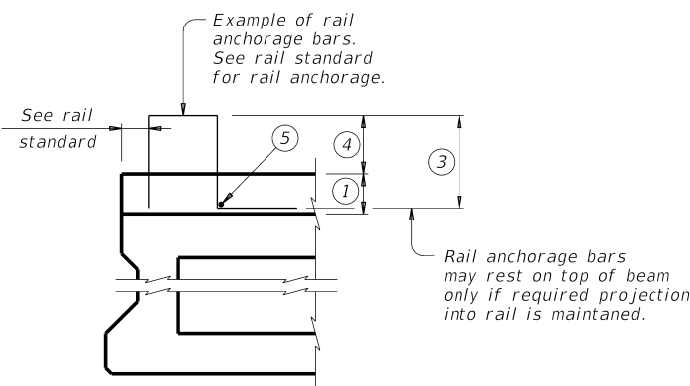 Example of rail
anchorage bars.
See rail standard
for rail anchorage.
See rail
standard
5
4
3
1
Rail anchorage bars
may rest on top of beam
only if required projection
into rail is maintaned.